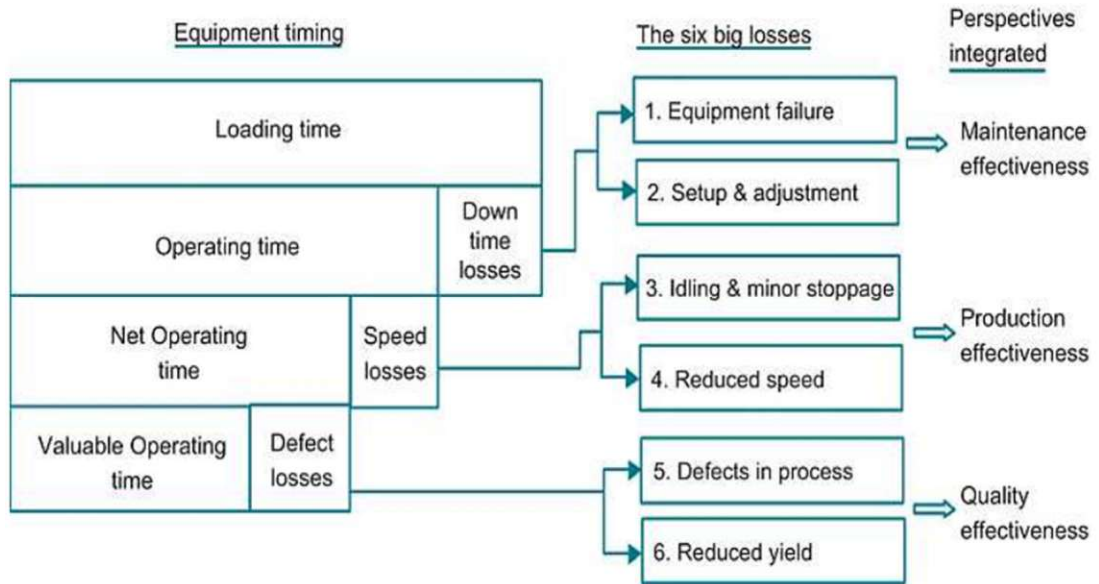 Equipment timing
The six big losses
Perspectives
integrated
Loading time
Operating time
Down
time
losses
Net Operating
time
Speed
losses
Valuable Operating
time
Defect
losses
1. Equipment failure
2. Setup & adjustment
3. Idling & minor stoppage
4. Reduced speed
5. Defects in process
6. Reduced yield
Maintenance
effectiveness
Production
effectiveness
Quality
effectiveness